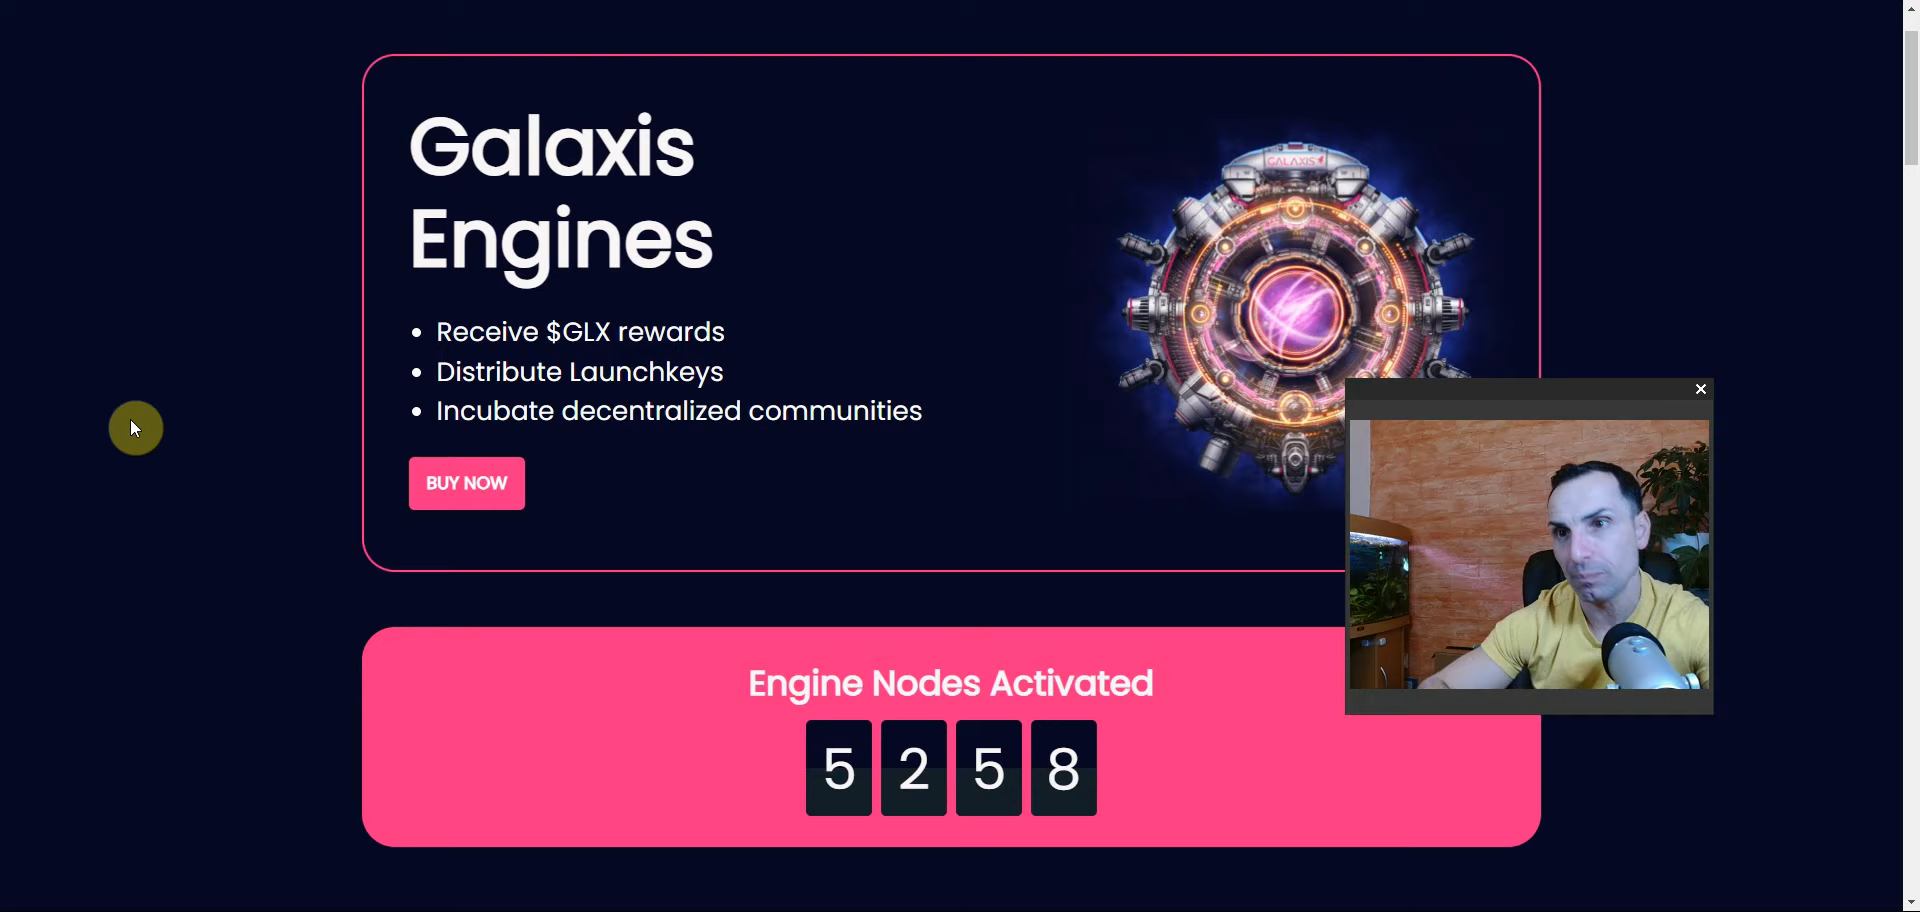 Galaxis
Engines
GALAXIS
• Receive $GLX rewards
• Distribute Launchkeys
• Incubate decentralized communities
BUY NOW
Engine Nodes Activated
5 2 5 8